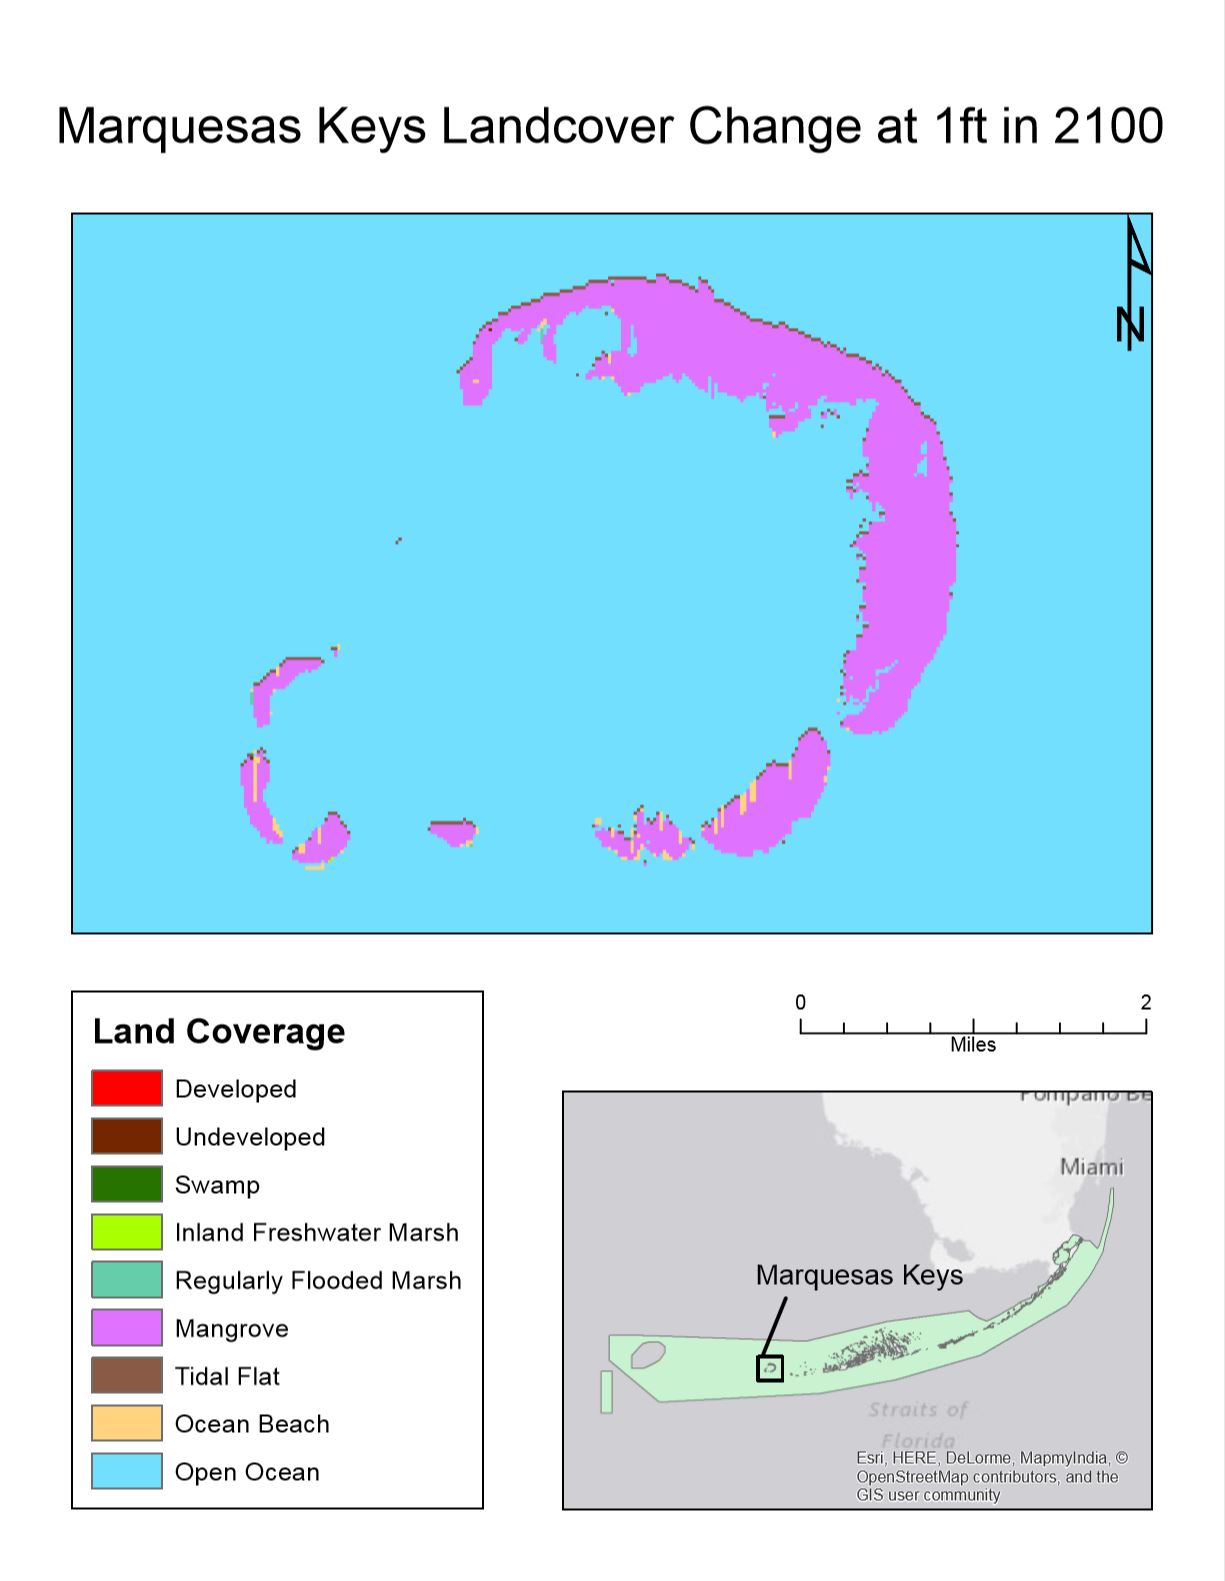 Marquesas Keys Landcover Change at 1ft in 2100
N
Land Coverage
Developed
Undeveloped
Swamp
Inland Freshwater Marsh
Regularly Flooded Marsh
Mangrove
Tidal Flat
Ocean Beach
Open Ocean
0 2
Miles
Pompano Be
Miami
Marquesas Keys
Straits of
Florida
Esri, HERE, DeLorme, MapmyIndia, ©
OpenStreetMap contributors, and the
GIS user community